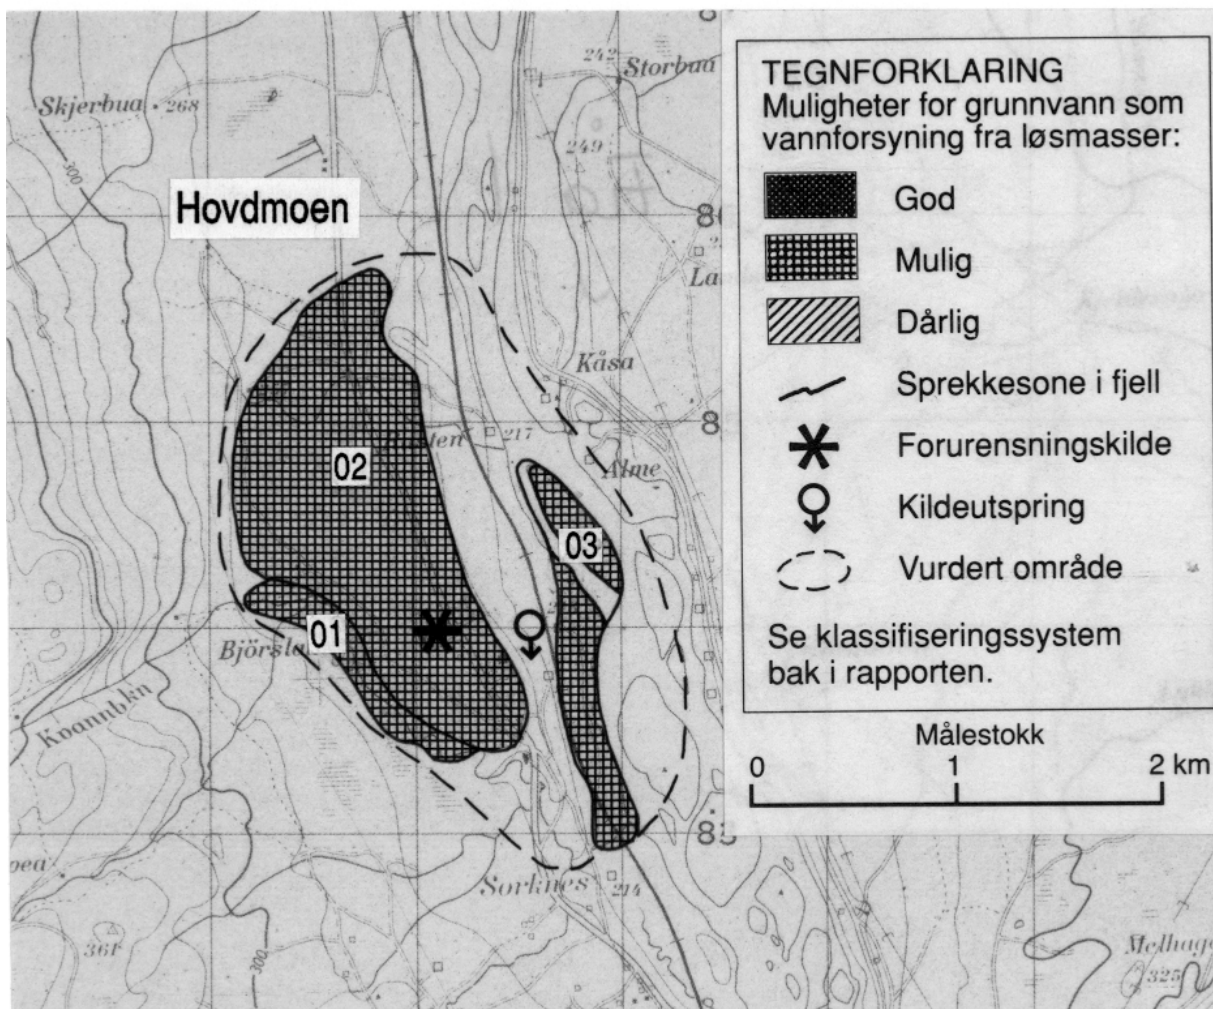 242
Storbua
Skjerbua
268
249
300
Hovdmoen
Kåsa
217
Alme
02
03
01
Kvannbkn
Sorknes
214
361
300
Melhag
325
TEGNFORKLARING
Muligheter for grunnvann som
vannforsyning fra løsmasser:
God
Mulig
Dårlig
Sprekkesone i fjell
Forurensningskilde
Kildeutspring
Vurdert område
Se klassifiseringssystem
bak i rapporten.
Målestokk
0 1 2 km